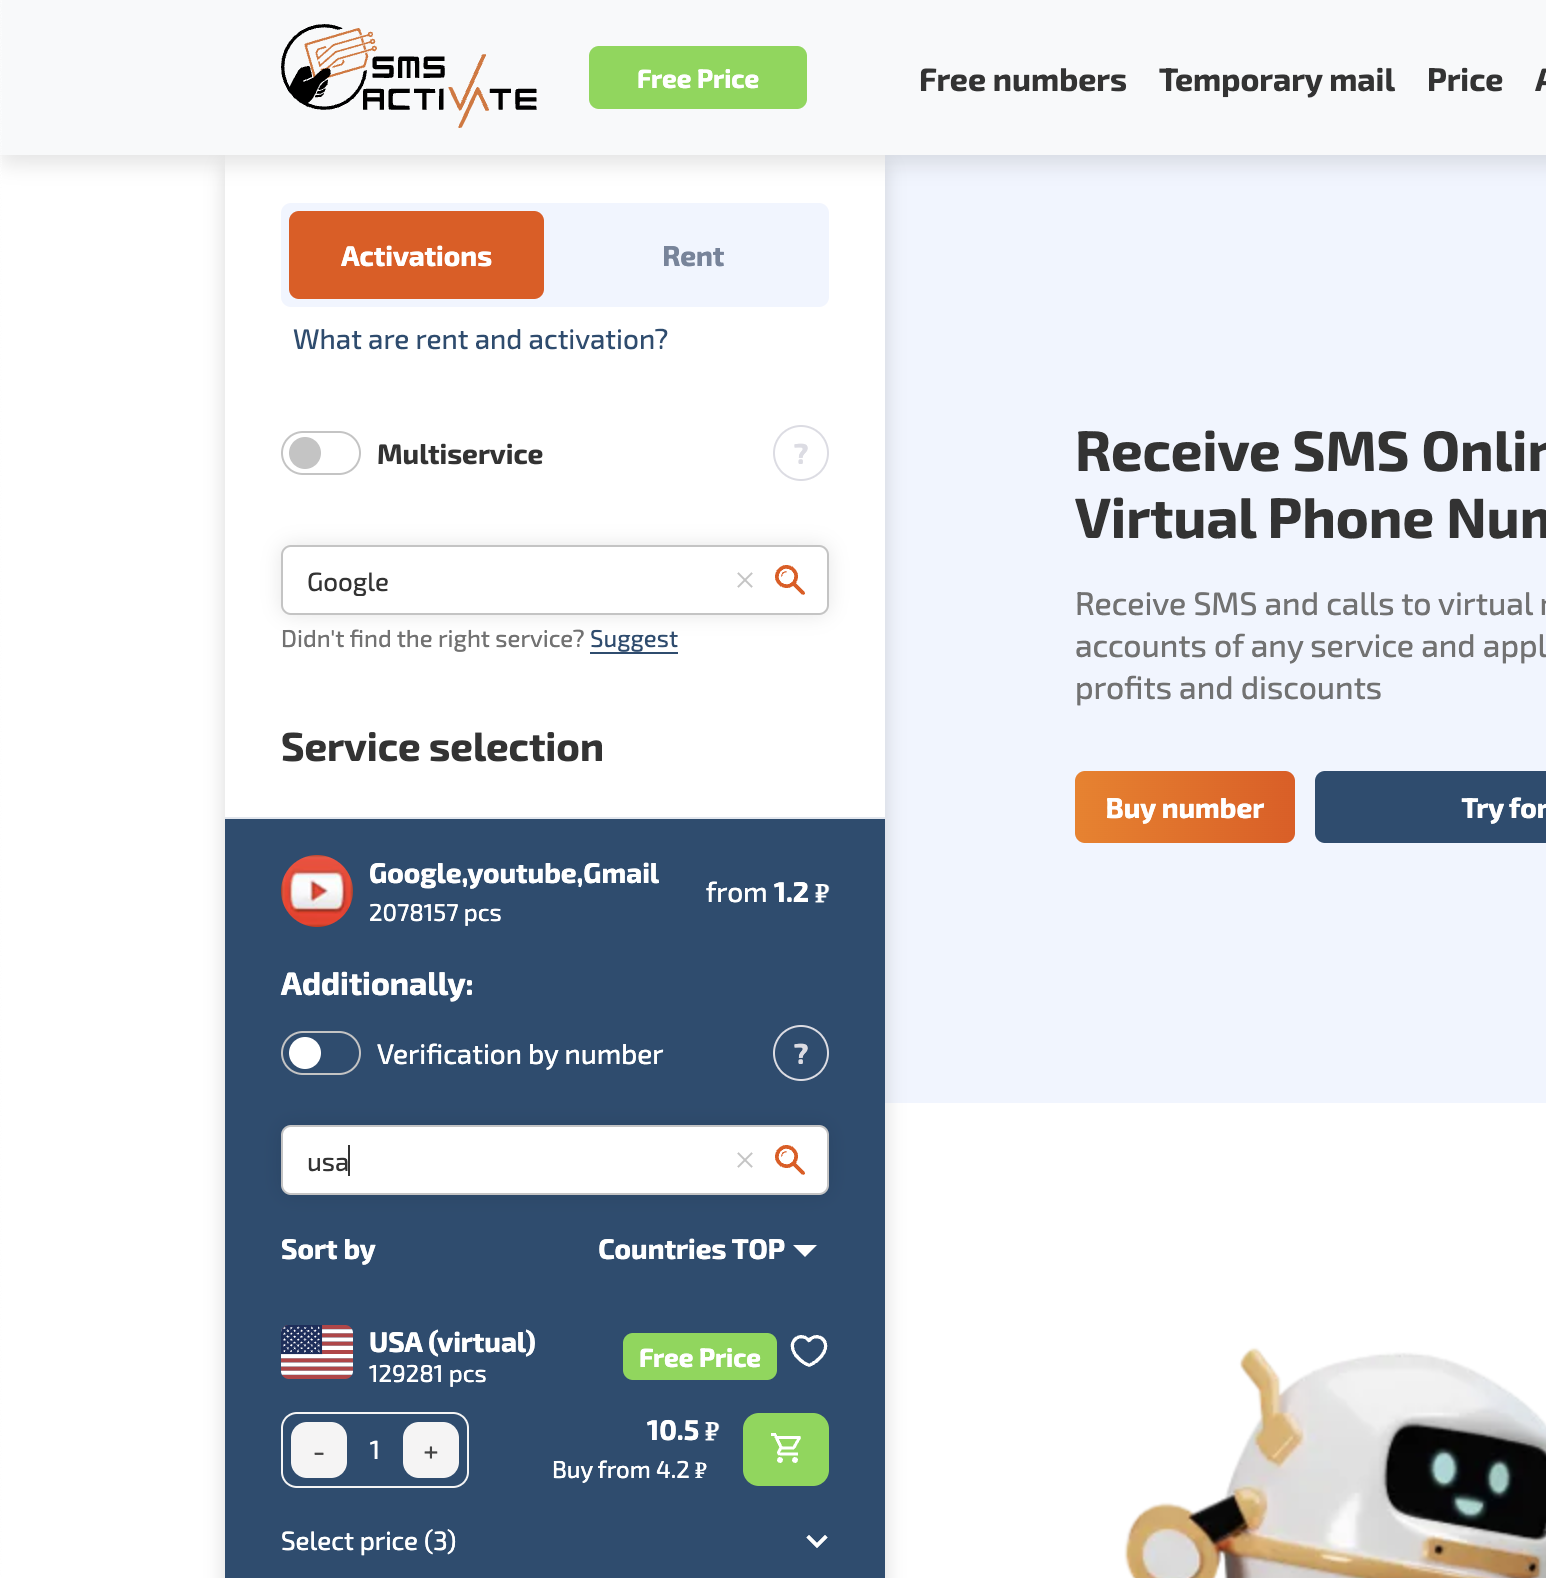 SMS
ACTIVATE
Free Price
Free numbers
Temporary mail
Price
Activations
Rent
What are rent and activation?
Multiservice
?
Google
Didn't find the right service? Suggest
Service selection
Google,youtube,Gmail
2078157 pcs
from 1.2 ₽
Additionally:
Verification by number
?
usa
Sort by
Countries TOP
USA (virtual)
129281 pcs
Free Price
- 1 +
10.5 ₽
Buy from 4.2 ₽
Select price (3)
Receive SMS
Virtual Phone
Receive SMS and calls to virtual
accounts of any service and
profits and discounts
Buy number
Try